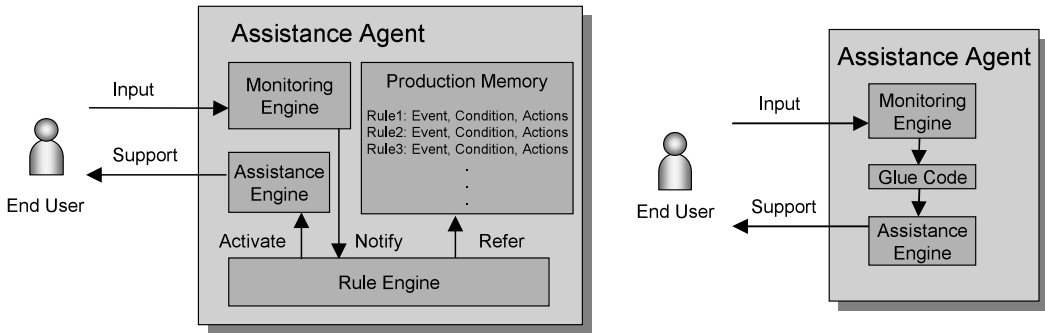 Assistance Agent
Input
Monitoring
Engine
Production Memory
Rule1: Event, Condition, Actions
Rule2: Event, Condition, Actions
Rule3: Event, Condition, Actions
.
.
.
Support
Assistance
Engine
End User
Activate
Notify
Refer
Rule Engine
Assistance Agent
Input
Monitoring
Engine
Glue Code
End User
Support
Assistance
Engine